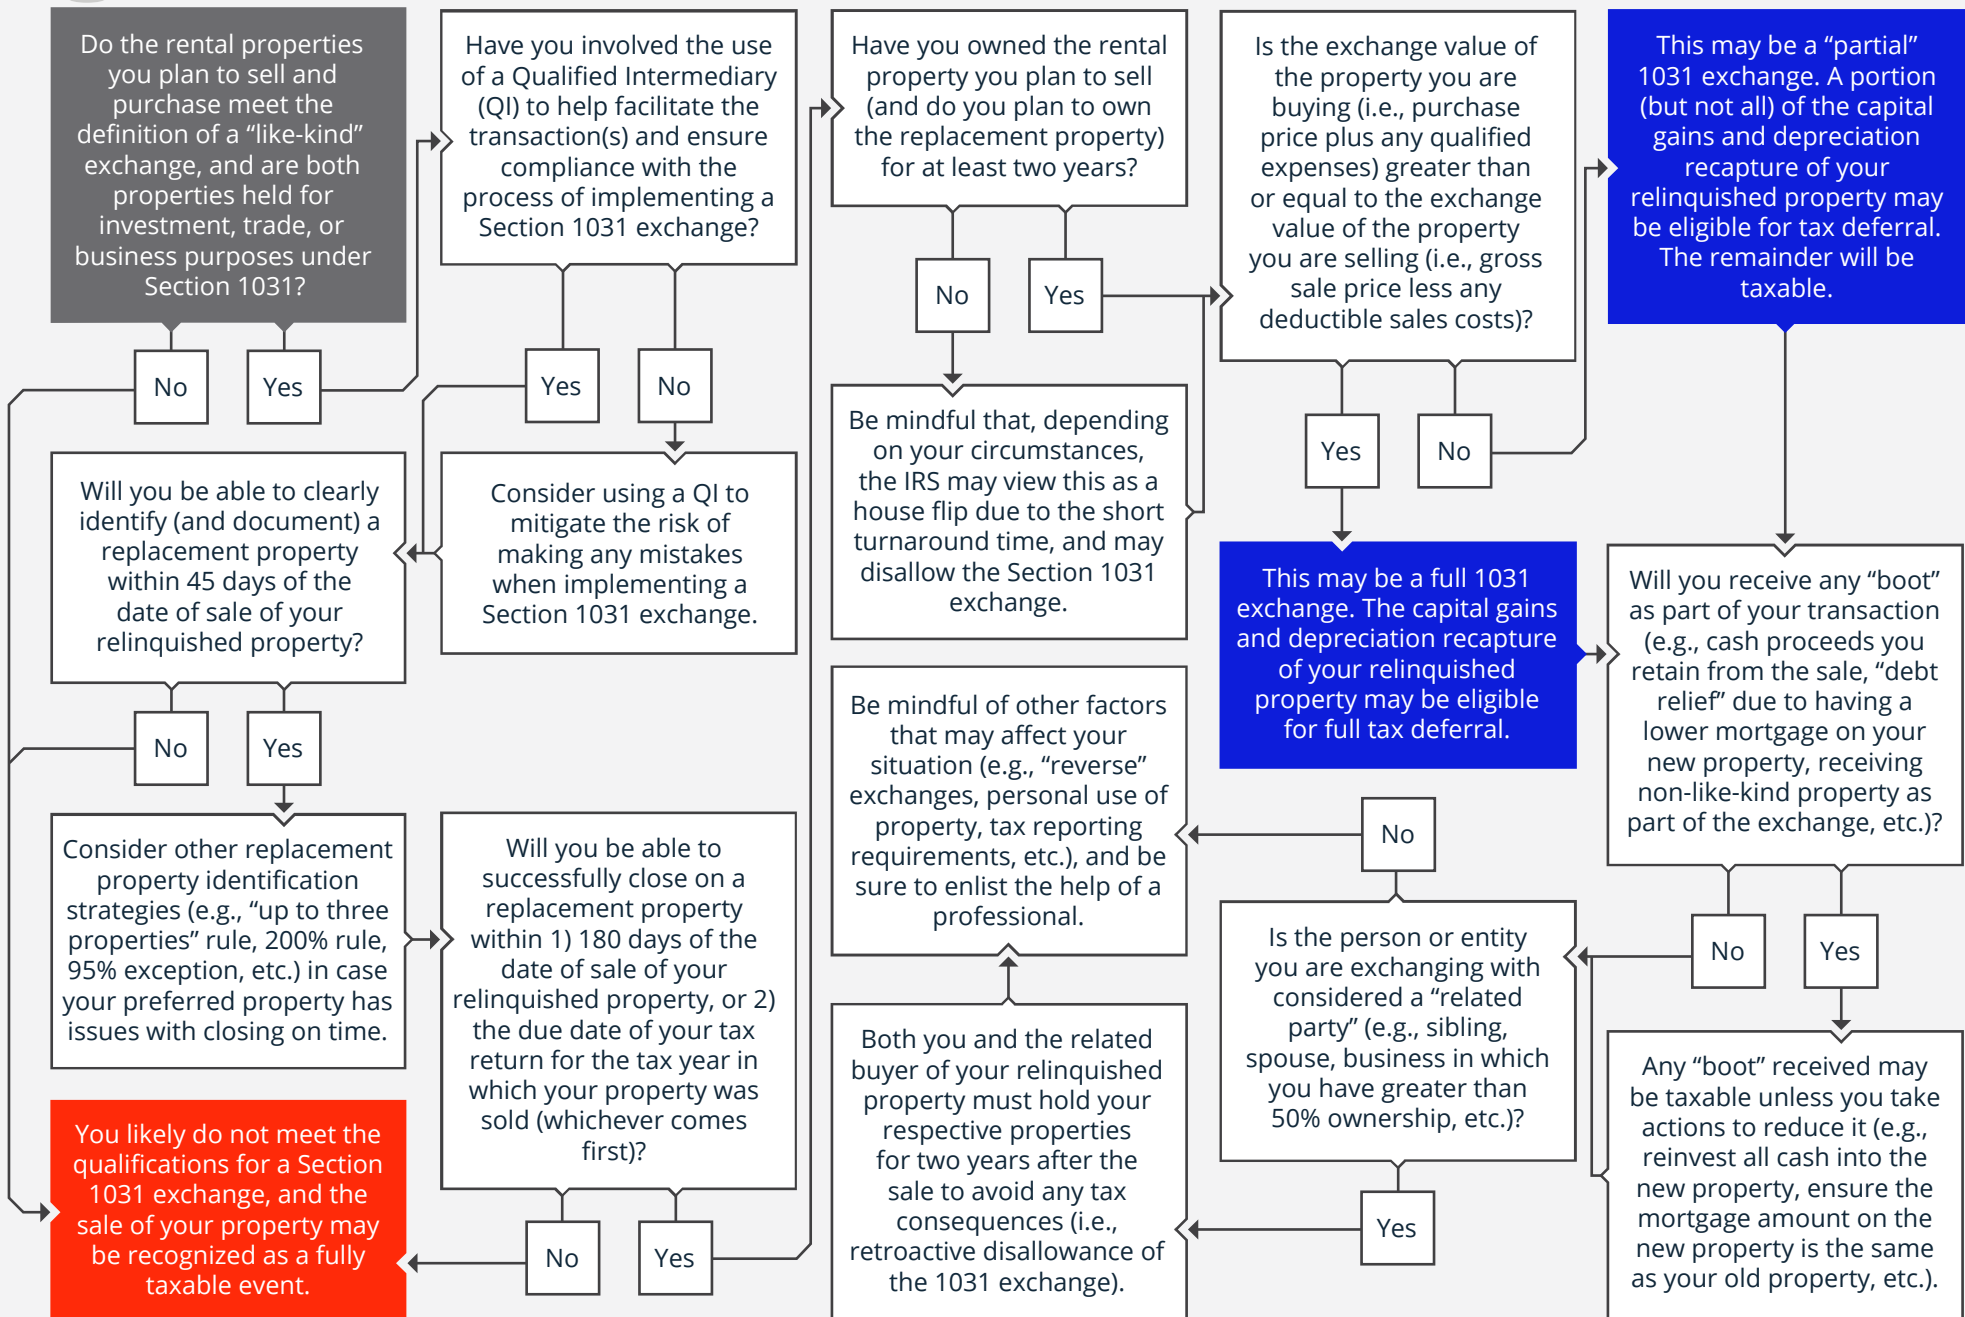 Do the rental properties
you plan to sell and
purchase meet the
definition of a “like-kind”
exchange, and are both
properties held for
investment, trade, or
business purposes under
Section 1031?
No
Yes
Have you involved the use
of a Qualified Intermediary
(QI) to help facilitate the
transaction(s) and ensure
compliance with the
process of implementing a
Section 1031 exchange?
Yes
No
Consider using a QI to
mitigate the risk of
making any mistakes
when implementing a
Section 1031 exchange.
Will you be able to clearly
identify (and document) a
replacement property
within 45 days of the
date of sale of your
relinquished property?
No
Yes
Consider other replacement
property identification
strategies (e.g., “up to three
properties” rule, 200% rule,
95% exception, etc.) in case
your preferred property has
issues with closing on time.
Will you be able to
successfully close on a
replacement property
within 1) 180 days of the
date of sale of your
relinquished property, or 2)
the due date of your tax
return for the tax year in
which your property was
sold (whichever comes
first)?
No
Yes
You likely do not meet the
qualifications for a Section
1031 exchange, and the
sale of your property may
be recognized as a fully
taxable event.
Have you owned the rental
property you plan to sell
(and do you plan to own
the replacement property)
for at least two years?
No
Yes
Be mindful that, depending
on your circumstances,
the IRS may view this as a
house flip due to the short
turnaround time, and may
disallow the Section 1031
exchange.
Is the exchange value of
the property you are
buying (i.e., purchase
price plus any qualified
expenses) greater than
or equal to the exchange
value of the property
you are selling (i.e., gross
sale price less any
deductible sales costs)?
Yes
No
This may be a “partial”
1031 exchange. A portion
(but not all) of the capital
gains and depreciation
recapture of your
relinquished property may
be eligible for tax deferral.
The remainder will be
taxable.
This may be a full 1031
exchange. The capital gains
and depreciation recapture
of your relinquished
property may be eligible
for full tax deferral.
Will you receive any “boot”
as part of your transaction
(e.g., cash proceeds you
retain from the sale, “debt
relief” due to having a
lower mortgage on your
new property, receiving
non-like-kind property as
part of the exchange, etc.)?
No
Yes
Any “boot” received may
be taxable unless you take
actions to reduce it (e.g.,
reinvest all cash into the
new property, ensure the
mortgage amount on the
new property is the same
as your old property, etc.).
Is the person or entity
you are exchanging with
considered a “related
party” (e.g., sibling,
spouse, business in which
you have greater than
50% ownership, etc.)?
No
Yes
Both you and the related
buyer of your relinquished
property must hold your
respective properties
for two years after the
sale to avoid any tax
consequences (i.e.,
retroactive disallowance of
the 1031 exchange).
Be mindful of other factors
that may affect your
situation (e.g., “reverse”
exchanges, personal use of
property, tax reporting
requirements, etc.), and be
sure to enlist the help of a
professional.